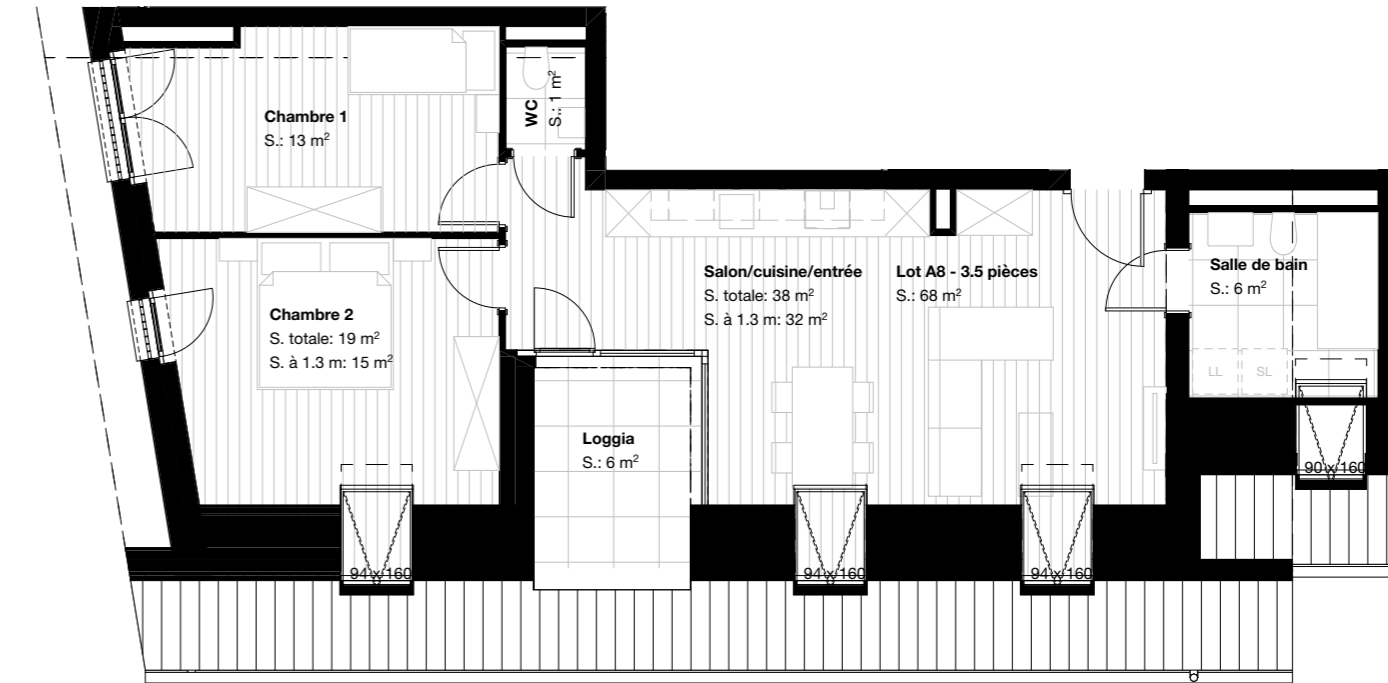 Chambre 1
S.: 13 m²
WC
S.: 1 m²
Chambre 2
S. totale: 19 m²
S. à 1.3 m: 15 m²
Salon/cuisine/entrée
S. totale: 38 m²
S. à 1.3 m: 32 m²
Lot A8 - 3.5 pièces
S.: 68 m²
Salle de bain
S.: 6 m²
LL
SL
Loggia
S.: 6 m²
90 x 160
94 x 160
94 x 160
94 x 160